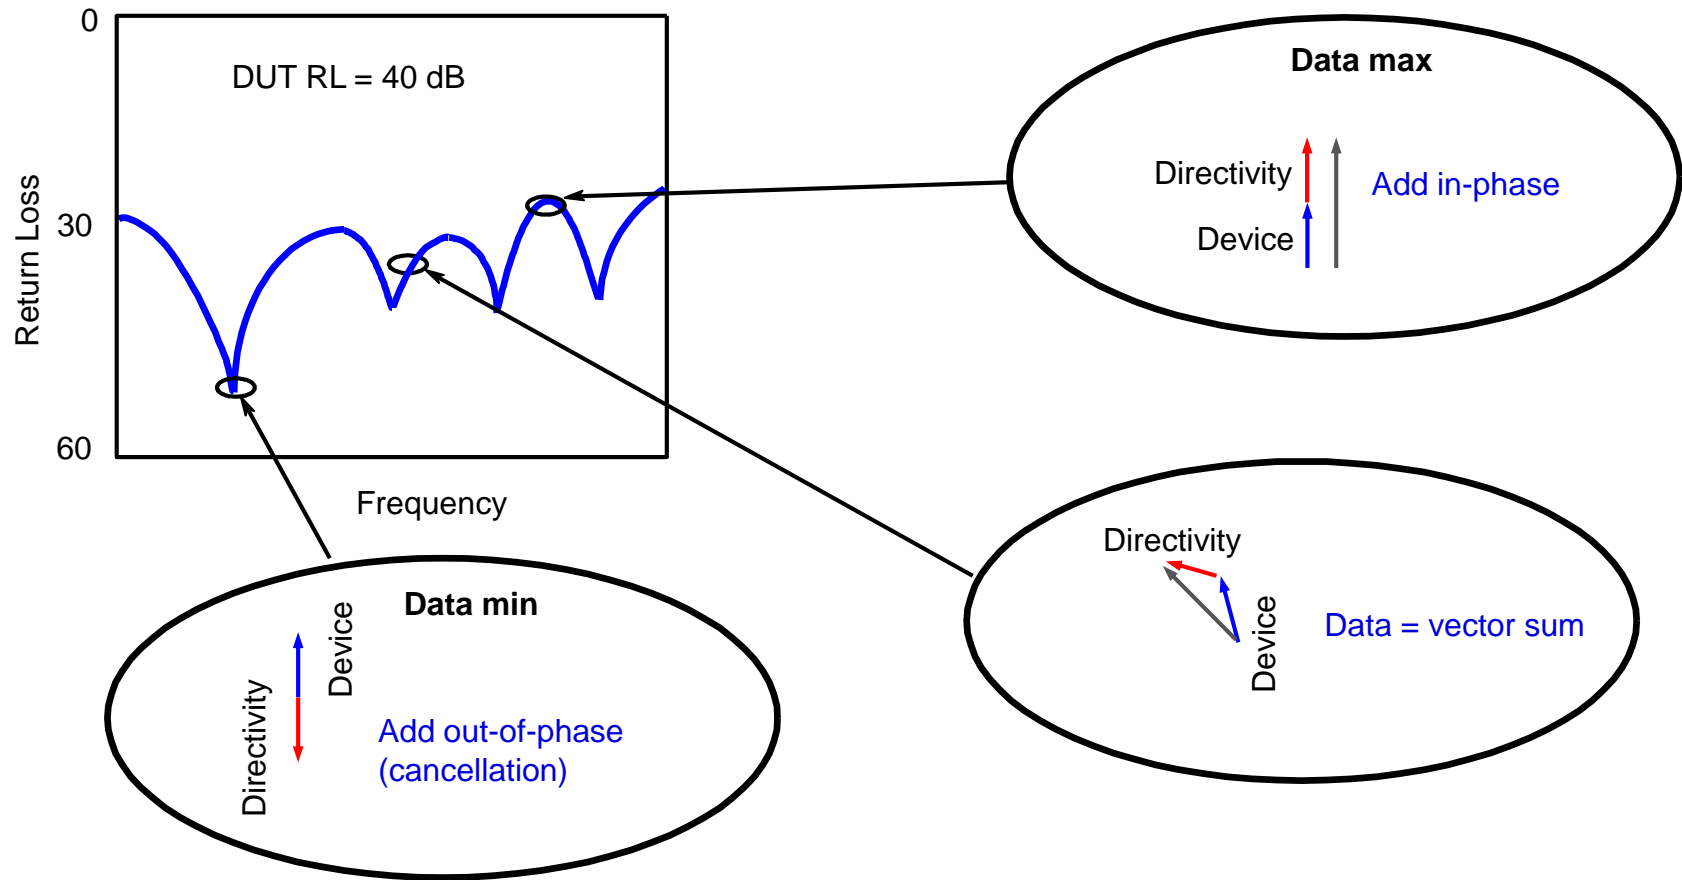 0
DUT RL = 40 dB
30
60
Return Loss
Frequency
Data max
Directivity
Add in-phase
Device
Directivity
Device
Data = vector sum
Data min
Device
Directivity
Add out-of-phase
(cancellation)